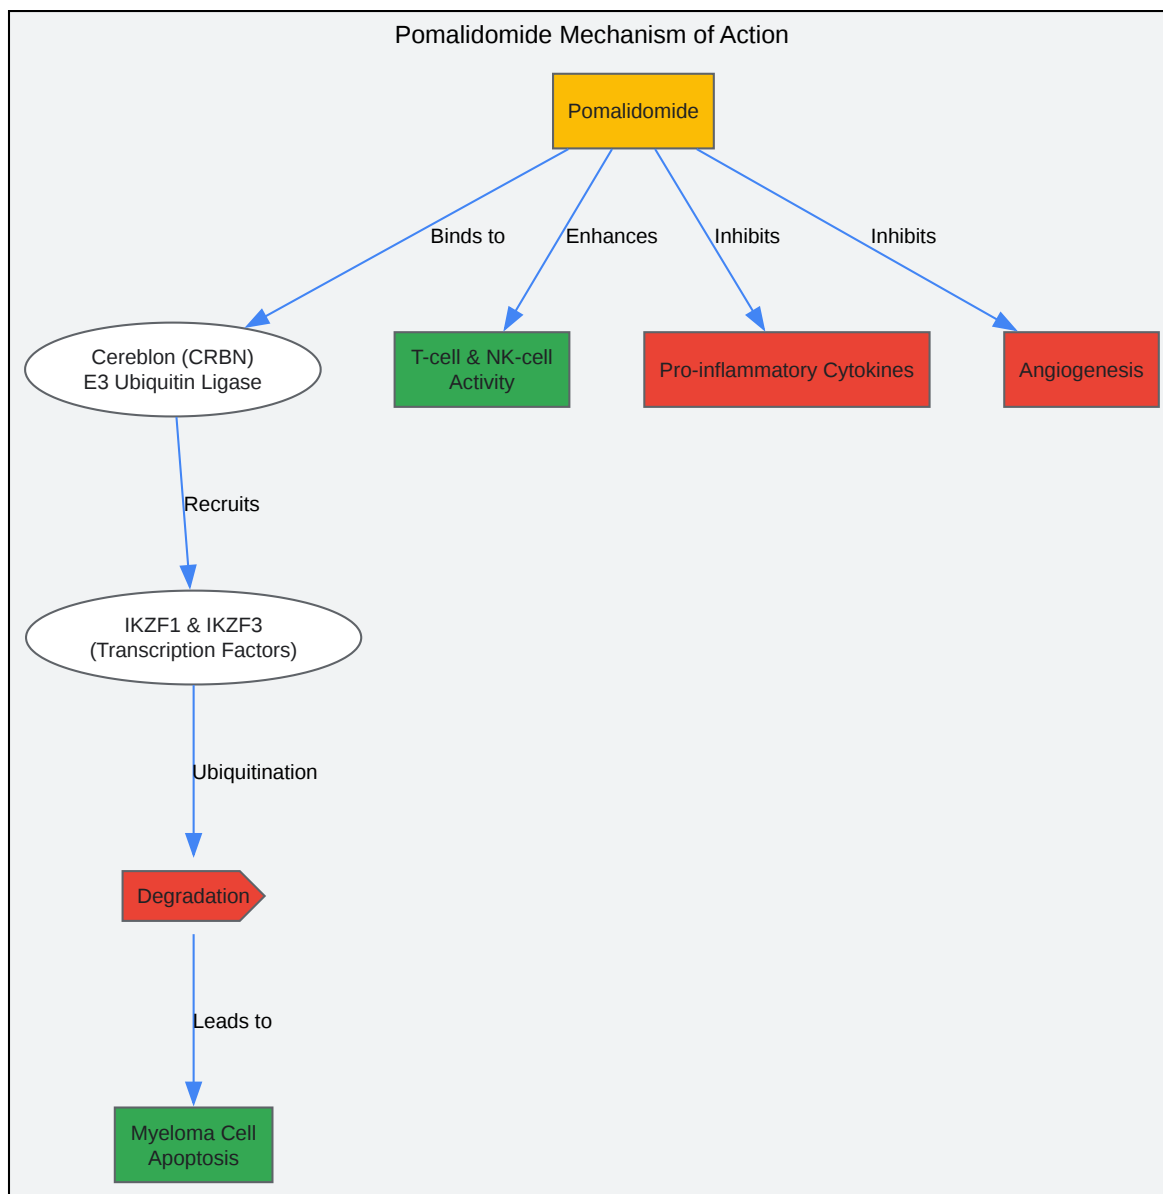 Pomalidomide Mechanism of Action
Pomalidomide
Binds to
Enhances
Inhibits
Inhibits
Cereblon (CRBN)
E3 Ubiquitin Ligase
T-cell & NK-cell
Activity
Pro-inflammatory Cytokines
Angiogenesis
Recruits
IKZF1 & IKZF3
(Transcription Factors)
Ubiquitination
Degradation
Leads to
Myeloma Cell
Apoptosis